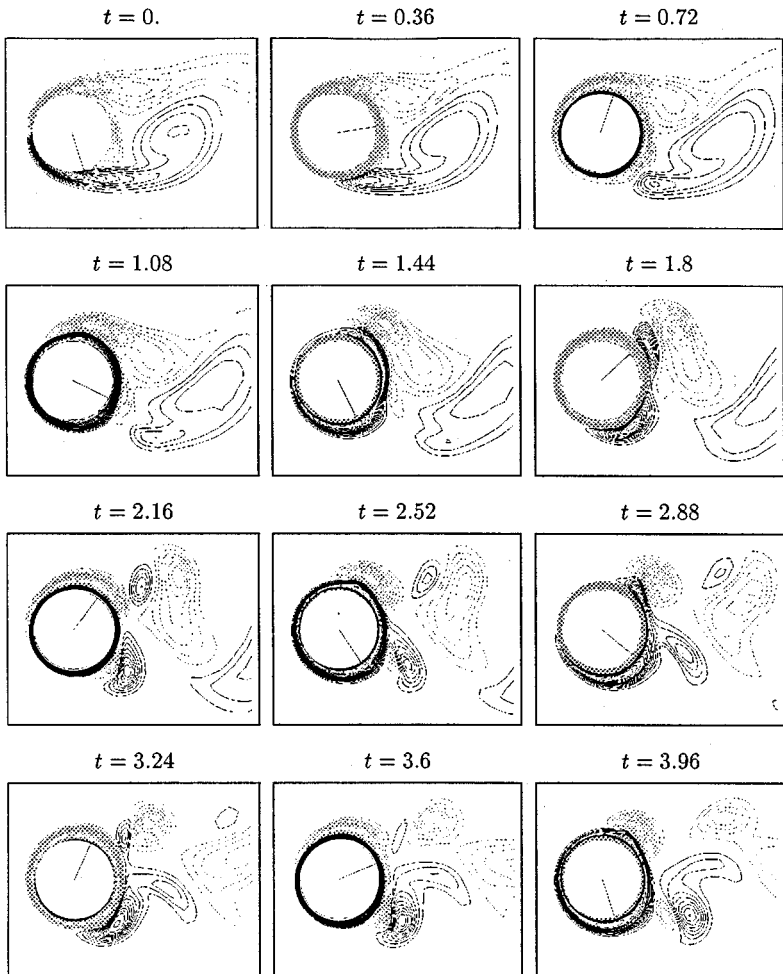 t = 0. t = 0.36 t = 0.72
t = 1.08 t = 1.44 t = 1.8
t = 2.16 t = 2.52 t = 2.88
t = 3.24 t = 3.6 t = 3.96